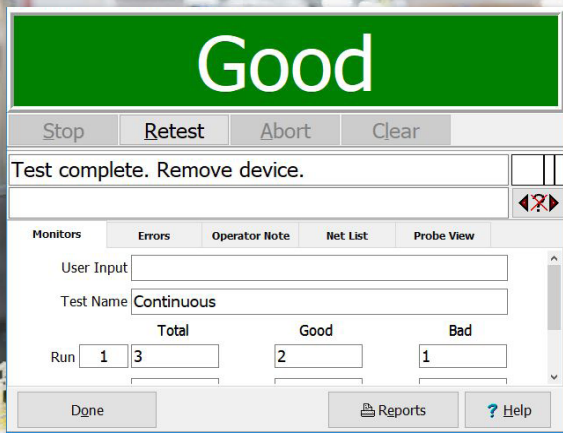 Good
Stop Retest Abort Clear
Test complete. Remove device.
?
Monitors Errors Operator Note Net List Probe View
User Input
Test Name Continuous
Total Good Bad
Run 1 3 2 1
Done Reports ? Help